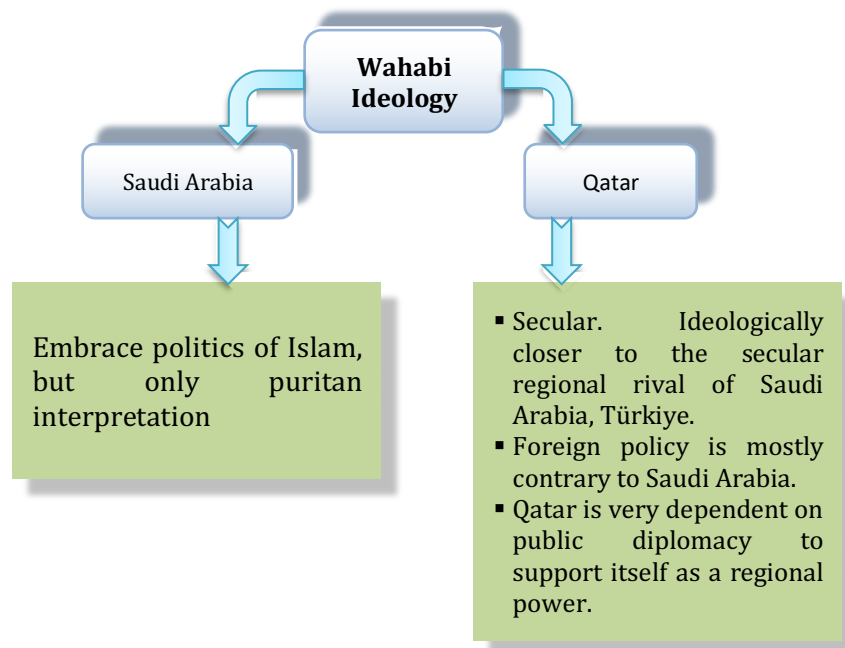 Wahabi
Ideology
Saudi Arabia
Qatar
Embrace politics of Islam,
but only puritan
interpretation
▪ Secular. Ideologically
closer to the secular
regional rival of Saudi
Arabia, Türkiye.
▪ Foreign policy is mostly
contrary to Saudi Arabia.
▪ Qatar is very dependent on
public diplomacy to
support itself as a regional
power.